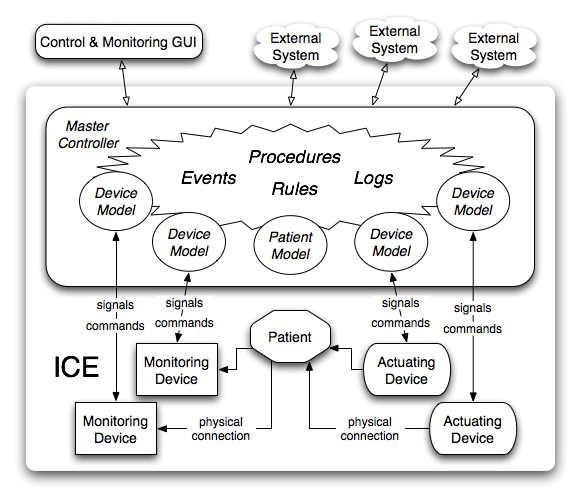 Control & Monitoring GUI
External
System
External
System
External
System
Master
Controller
Procedures
Events
Rules
Logs
Device
Model
Device
Model
Patient
Model
Device
Model
Device
Model
signals
commands
signals
commands
signals
commands
signals
commands
ICE
Patient
Monitoring
Device
Actuating
Device
Monitoring
Device
physical
connection
physical
connection
Actuating
Device